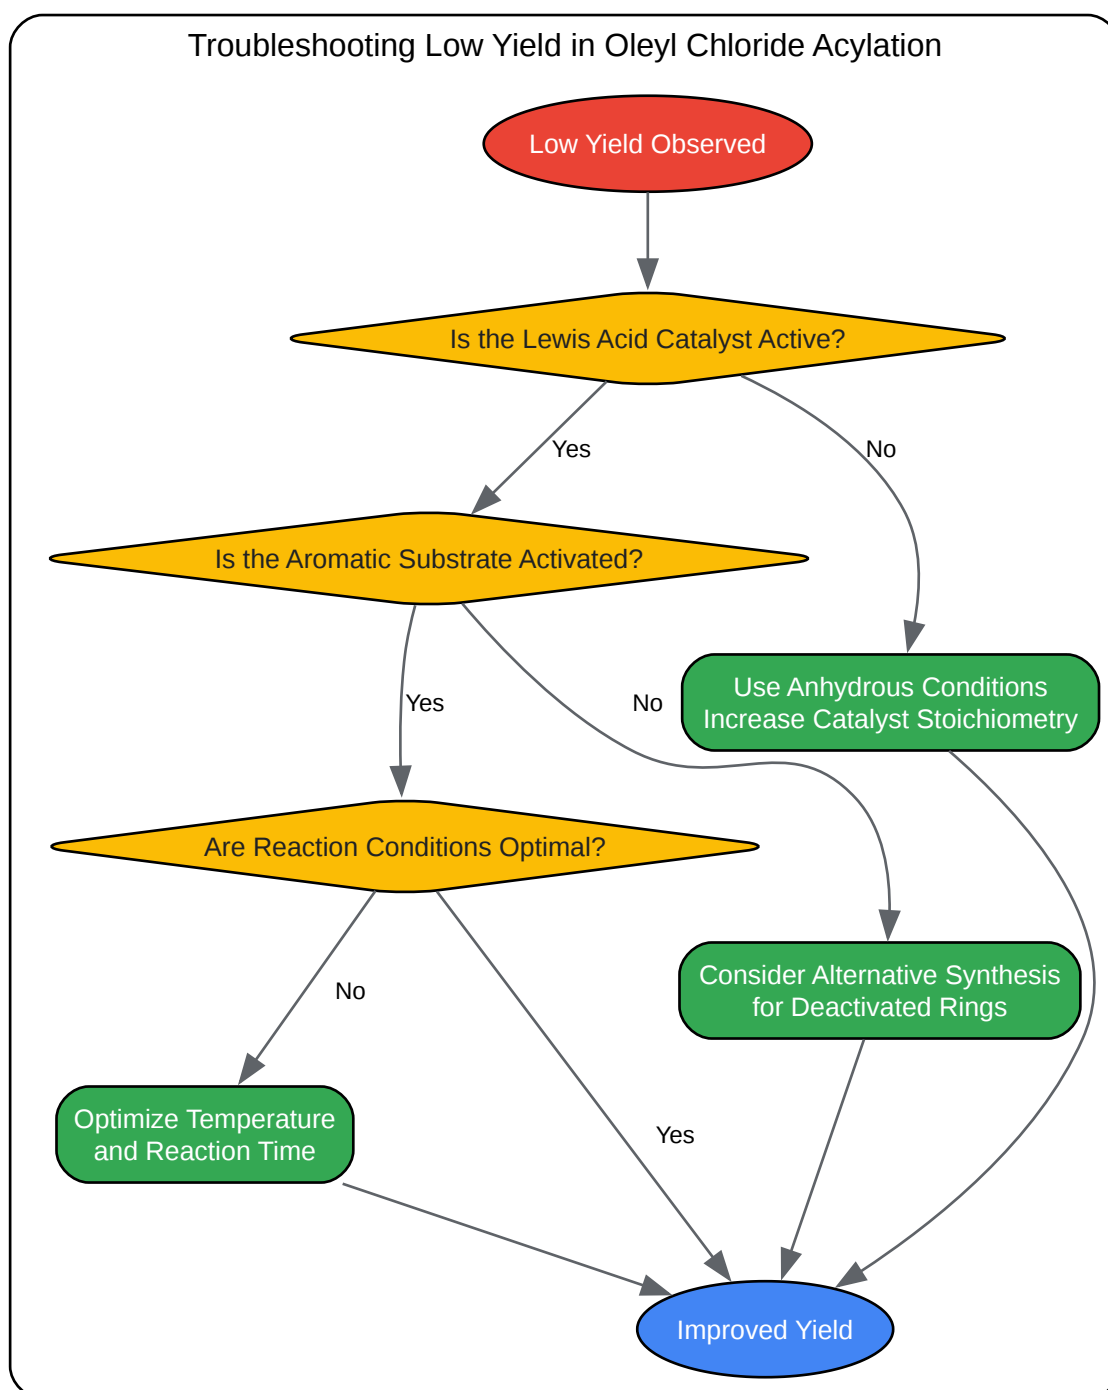 Troubleshooting Low Yield in Oleyl Chloride Acylation
Low Yield Observed
Is the Lewis Acid Catalyst Active?
Yes
No
Is the Aromatic Substrate Activated?
Yes
No
Use Anhydrous Conditions
Increase Catalyst Stoichiometry
Are Reaction Conditions Optimal?
No
Consider Alternative Synthesis
for Deactivated Rings
Optimize Temperature
and Reaction Time
Yes
Improved Yield